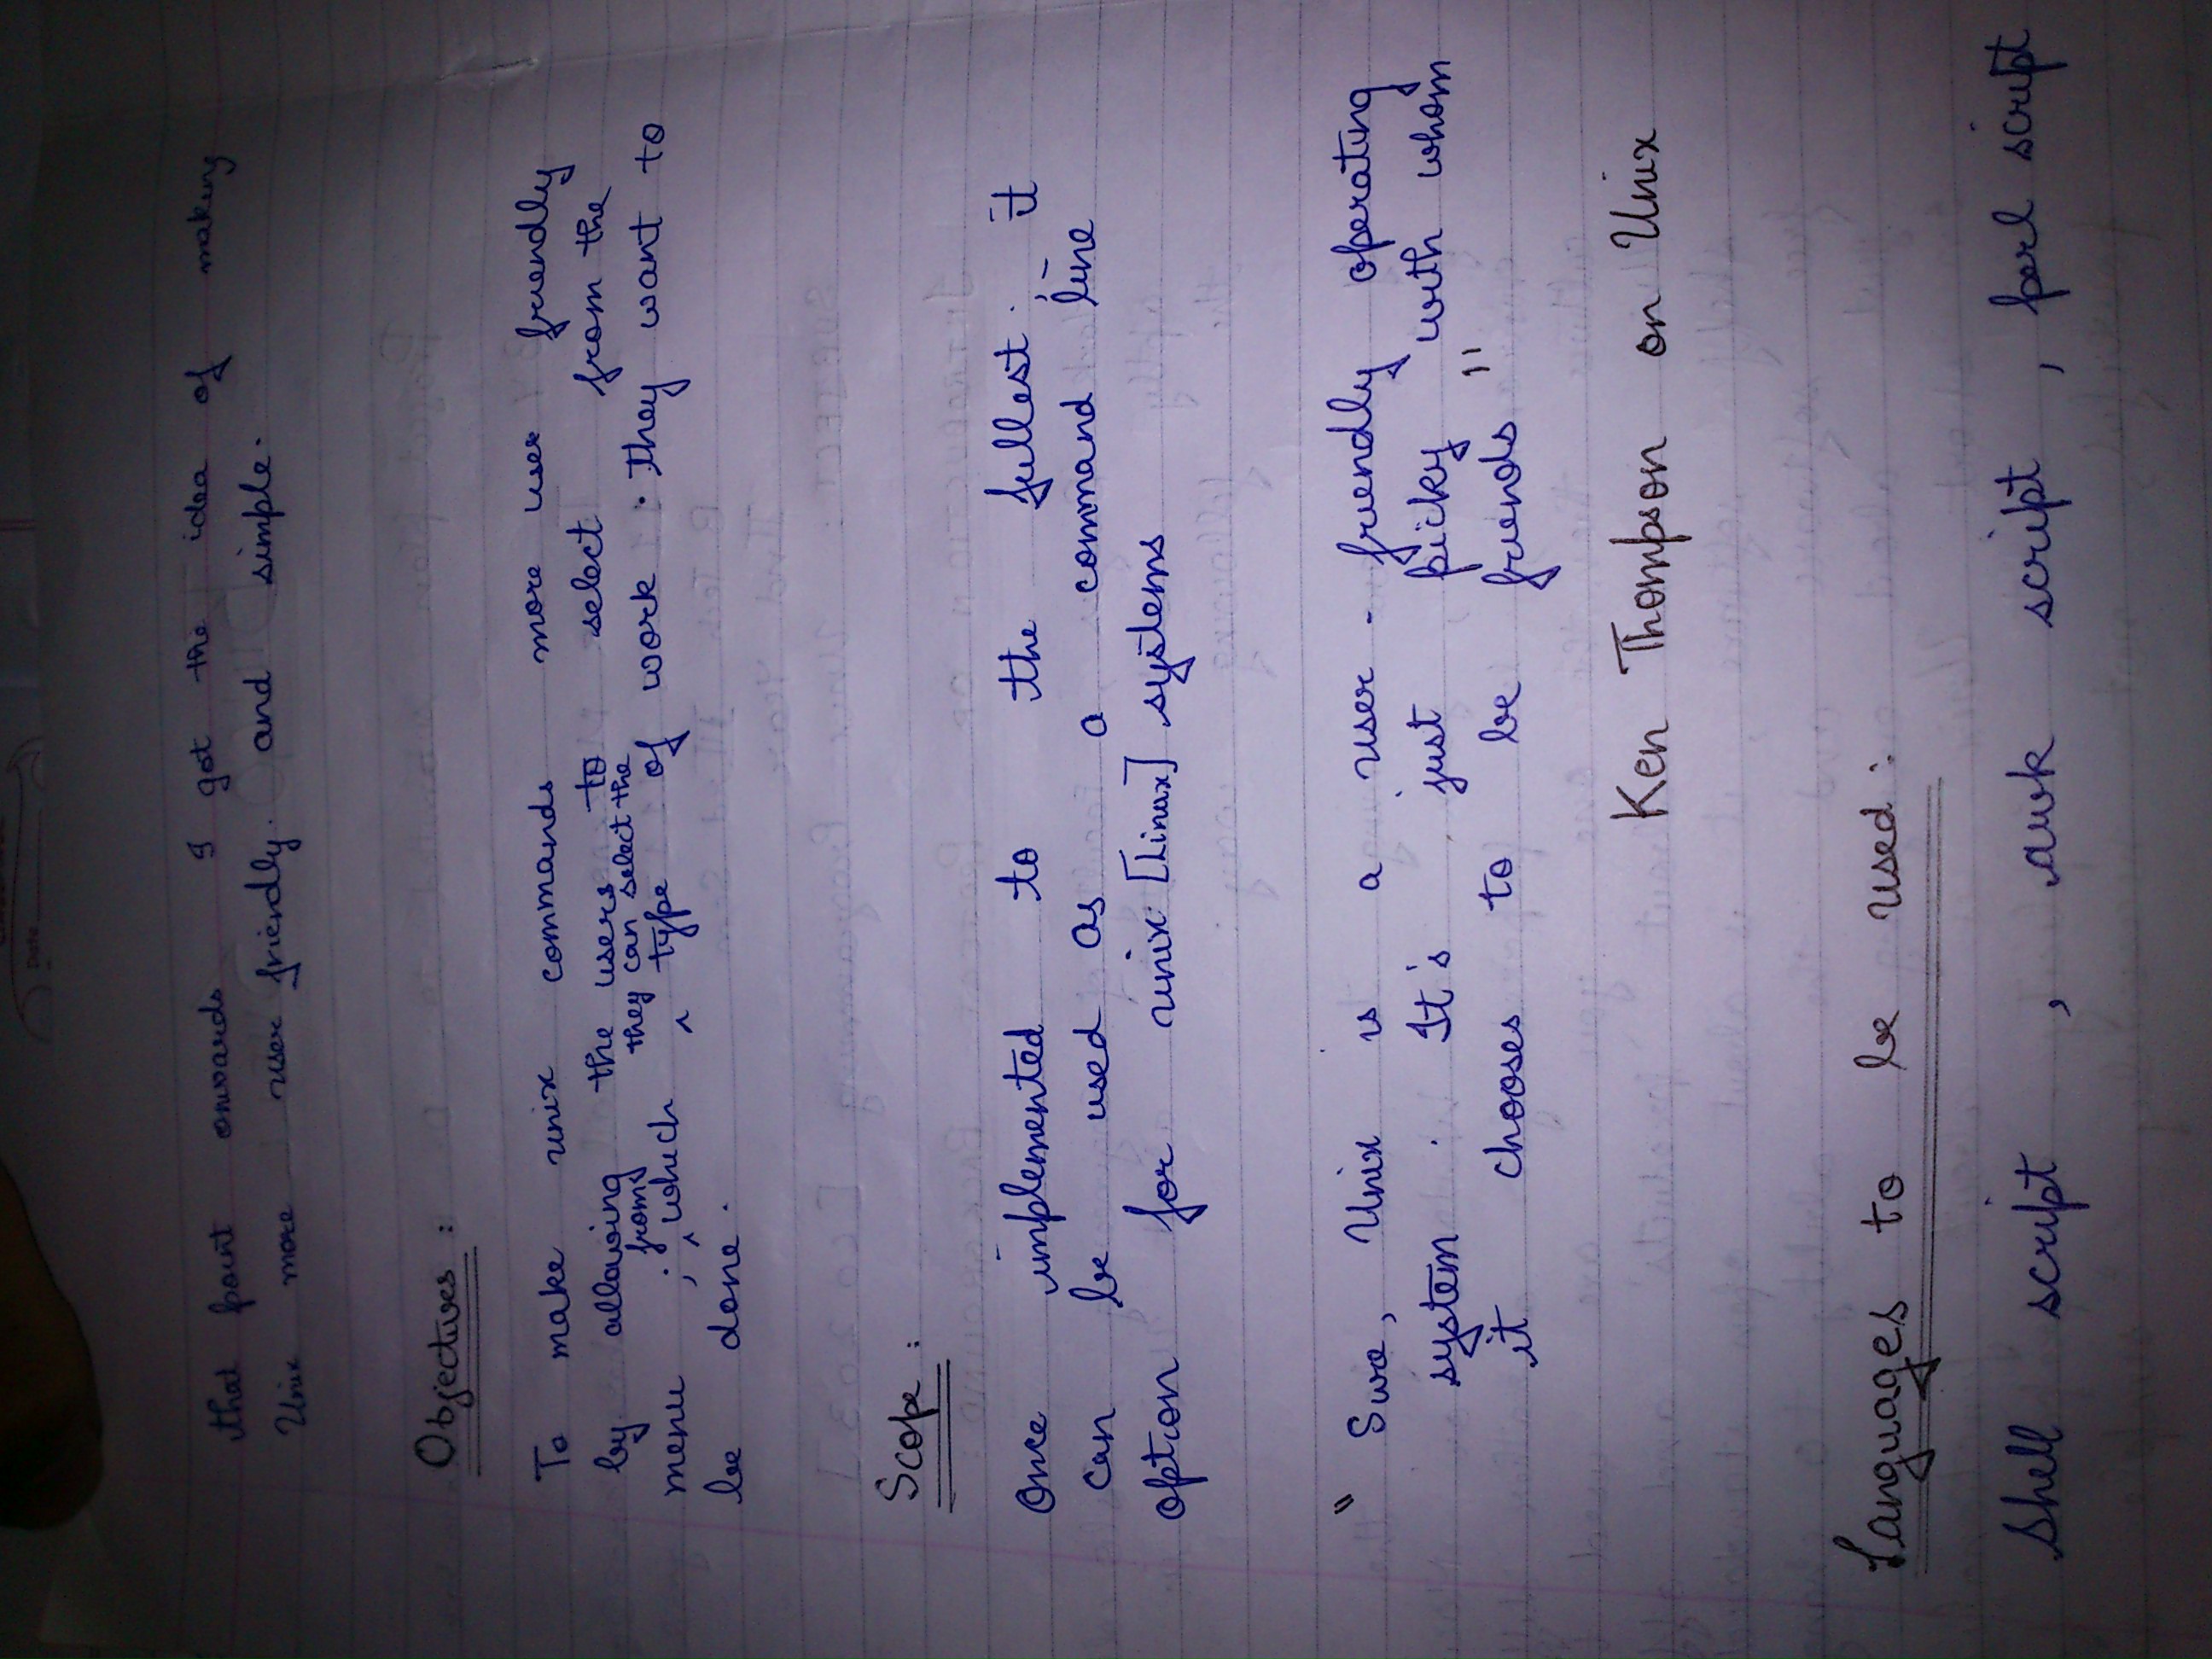 Date
that point onwards I got the idea of making
Unix more user friendly. and simple.
Objectives :
To make unix commands more user friendly
by allowing the users to select from the
from they can select the
menu ; which type of work . they want to
be done .
Scope :
Once implemented to the fullest ; it
can be used as a command line
option for unix [Linux] systems
" Sure, Unix is a user - friendly operating
system . It's just picky with whom
it chooses to be friends "
Ken Thompson on Unix
Languages to be used :
Shell script , awk script , perl script